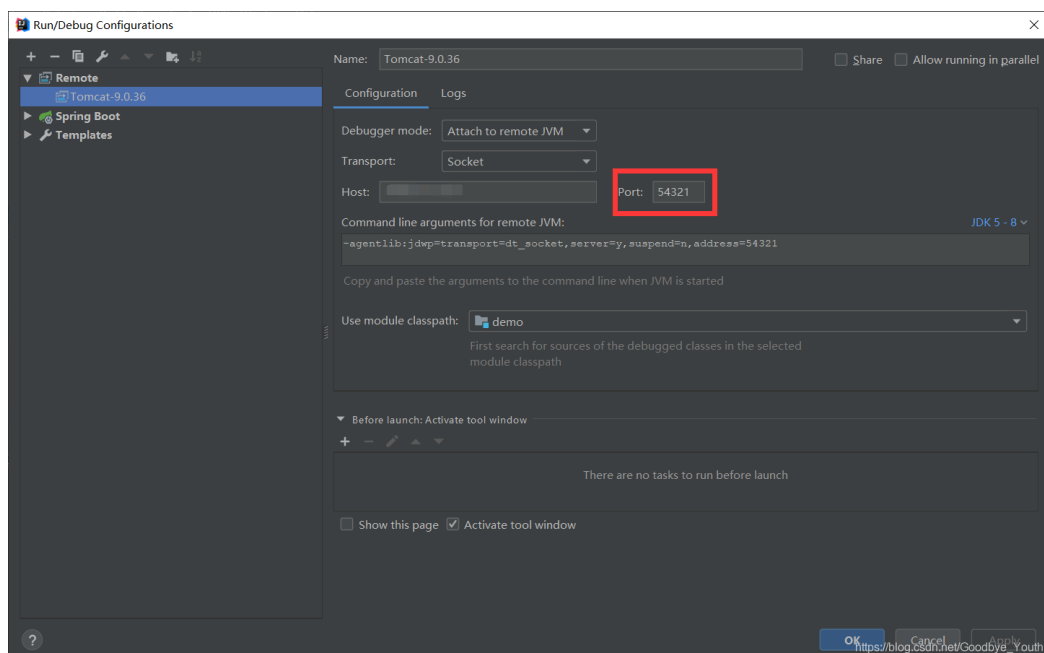 Run/Debug Configurations
Name: Tomcat-9.0.36
Share Allow running in parallel
Remote
Tomcat-9.0.36
Spring Boot
Templates
Configuration Logs
Debugger mode: Attach to remote JVM
Transport: Socket
Host: Port: 54321
Command line arguments for remote JVM: JDK 5 - 8
-agentlib:jdwp=transport=dt_socket,server=y,suspend=n,address=54321
Copy and paste the arguments to the command line when JVM is started
Use module classpath: demo
First search for sources of the debugged classes in the selected
module classpath
Before launch: Activate tool window
There are no tasks to run before launch
Show this page Activate tool window
? OK Cancel Apply
https://blog.csdn.net/Goodbye_Youth